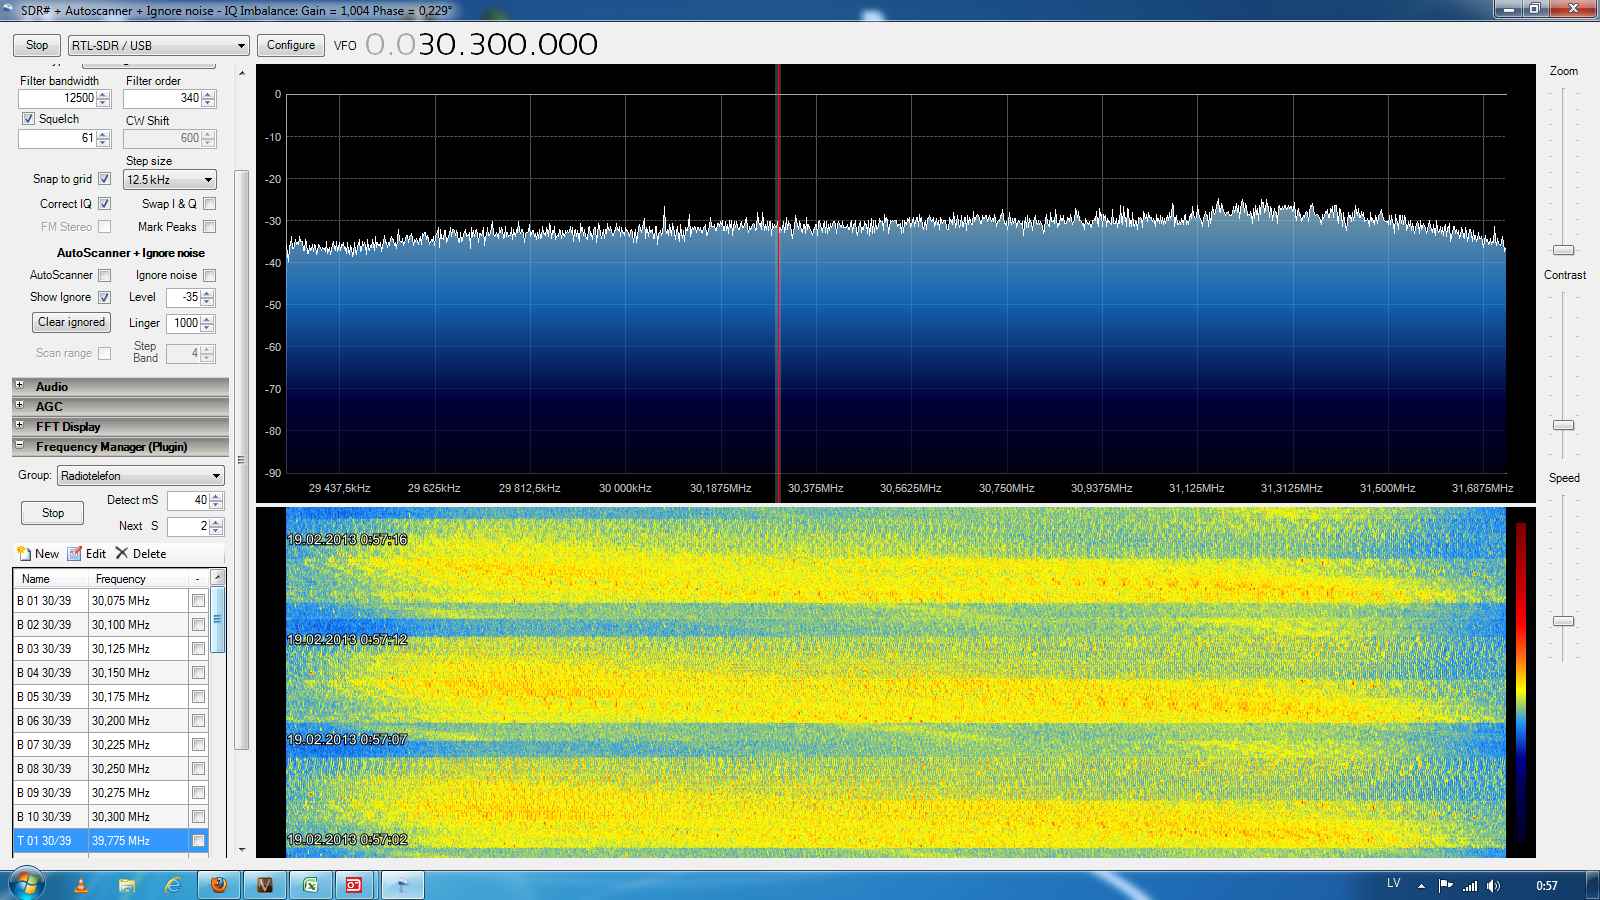 SDR# + Autoscanner + Ignore noise - IQ Imbalance: Gain = 1,004 Phase = 0,229°
Stop RTL-SDR / USB Configure VFO 0.030.300.000
Filter bandwidth Filter order
12500 340
Squelch CW Shift
61 600
Step size
Snap to grid 12.5 kHz
Correct IQ Swap I & Q
FM Stereo Mark Peaks
AutoScanner + Ignore noise
AutoScanner Ignore noise
Show Ignore Level -35
Clear ignored Linger 1000
Scan range Step Band 4
Audio
AGC
FFT Display
Frequency Manager (Plugin)
Group: Radiotelefon
Detect mS 40
Stop
Next S 2
New Edit Delete
Name Frequency -
B 01 30/39 30,075 MHz
B 02 30/39 30,100 MHz
B 03 30/39 30,125 MHz
B 04 30/39 30,150 MHz
B 05 30/39 30,175 MHz
B 06 30/39 30,200 MHz
B 07 30/39 30,225 MHz
B 08 30/39 30,250 MHz
B 09 30/39 30,275 MHz
B 10 30/39 30,300 MHz
T 01 30/39 39,775 MHz
0
-10
-20
-30
-40
-50
-60
-70
-80
-90
29 437,5kHz 29 625kHz 29 812,5kHz 30 000kHz 30,1875MHz 30,375MHz 30,5625MHz 30,750MHz 30,9375MHz 31,125MHz 31,3125MHz 31,500MHz 31,6875MHz
19.02.2013 0:57:16
19.02.2013 0:57:12
19.02.2013 0:57:07
19.02.2013 0:57:02
Zoom
Contrast
Speed
LV 0:57